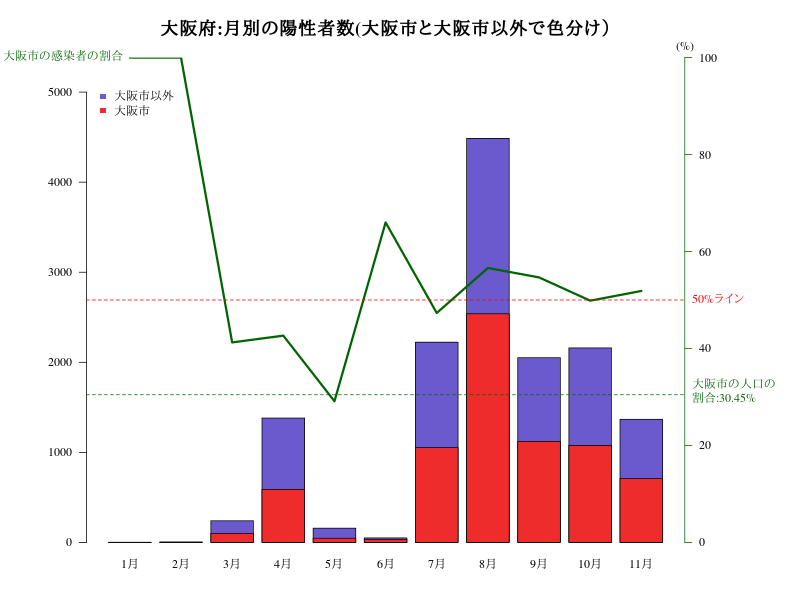 大阪府:月別の陽性者数(大阪市と大阪市以外で色分け）
(%)
大阪市の感染者の割合
100
5000
大阪市以外
大阪市
80
4000
60
3000
50%ライン
40
2000
大阪市の人口の
割合:30.45%
20
1000
0
0
1月 2月 3月 4月 5月 6月 7月 8月 9月 10月 11月